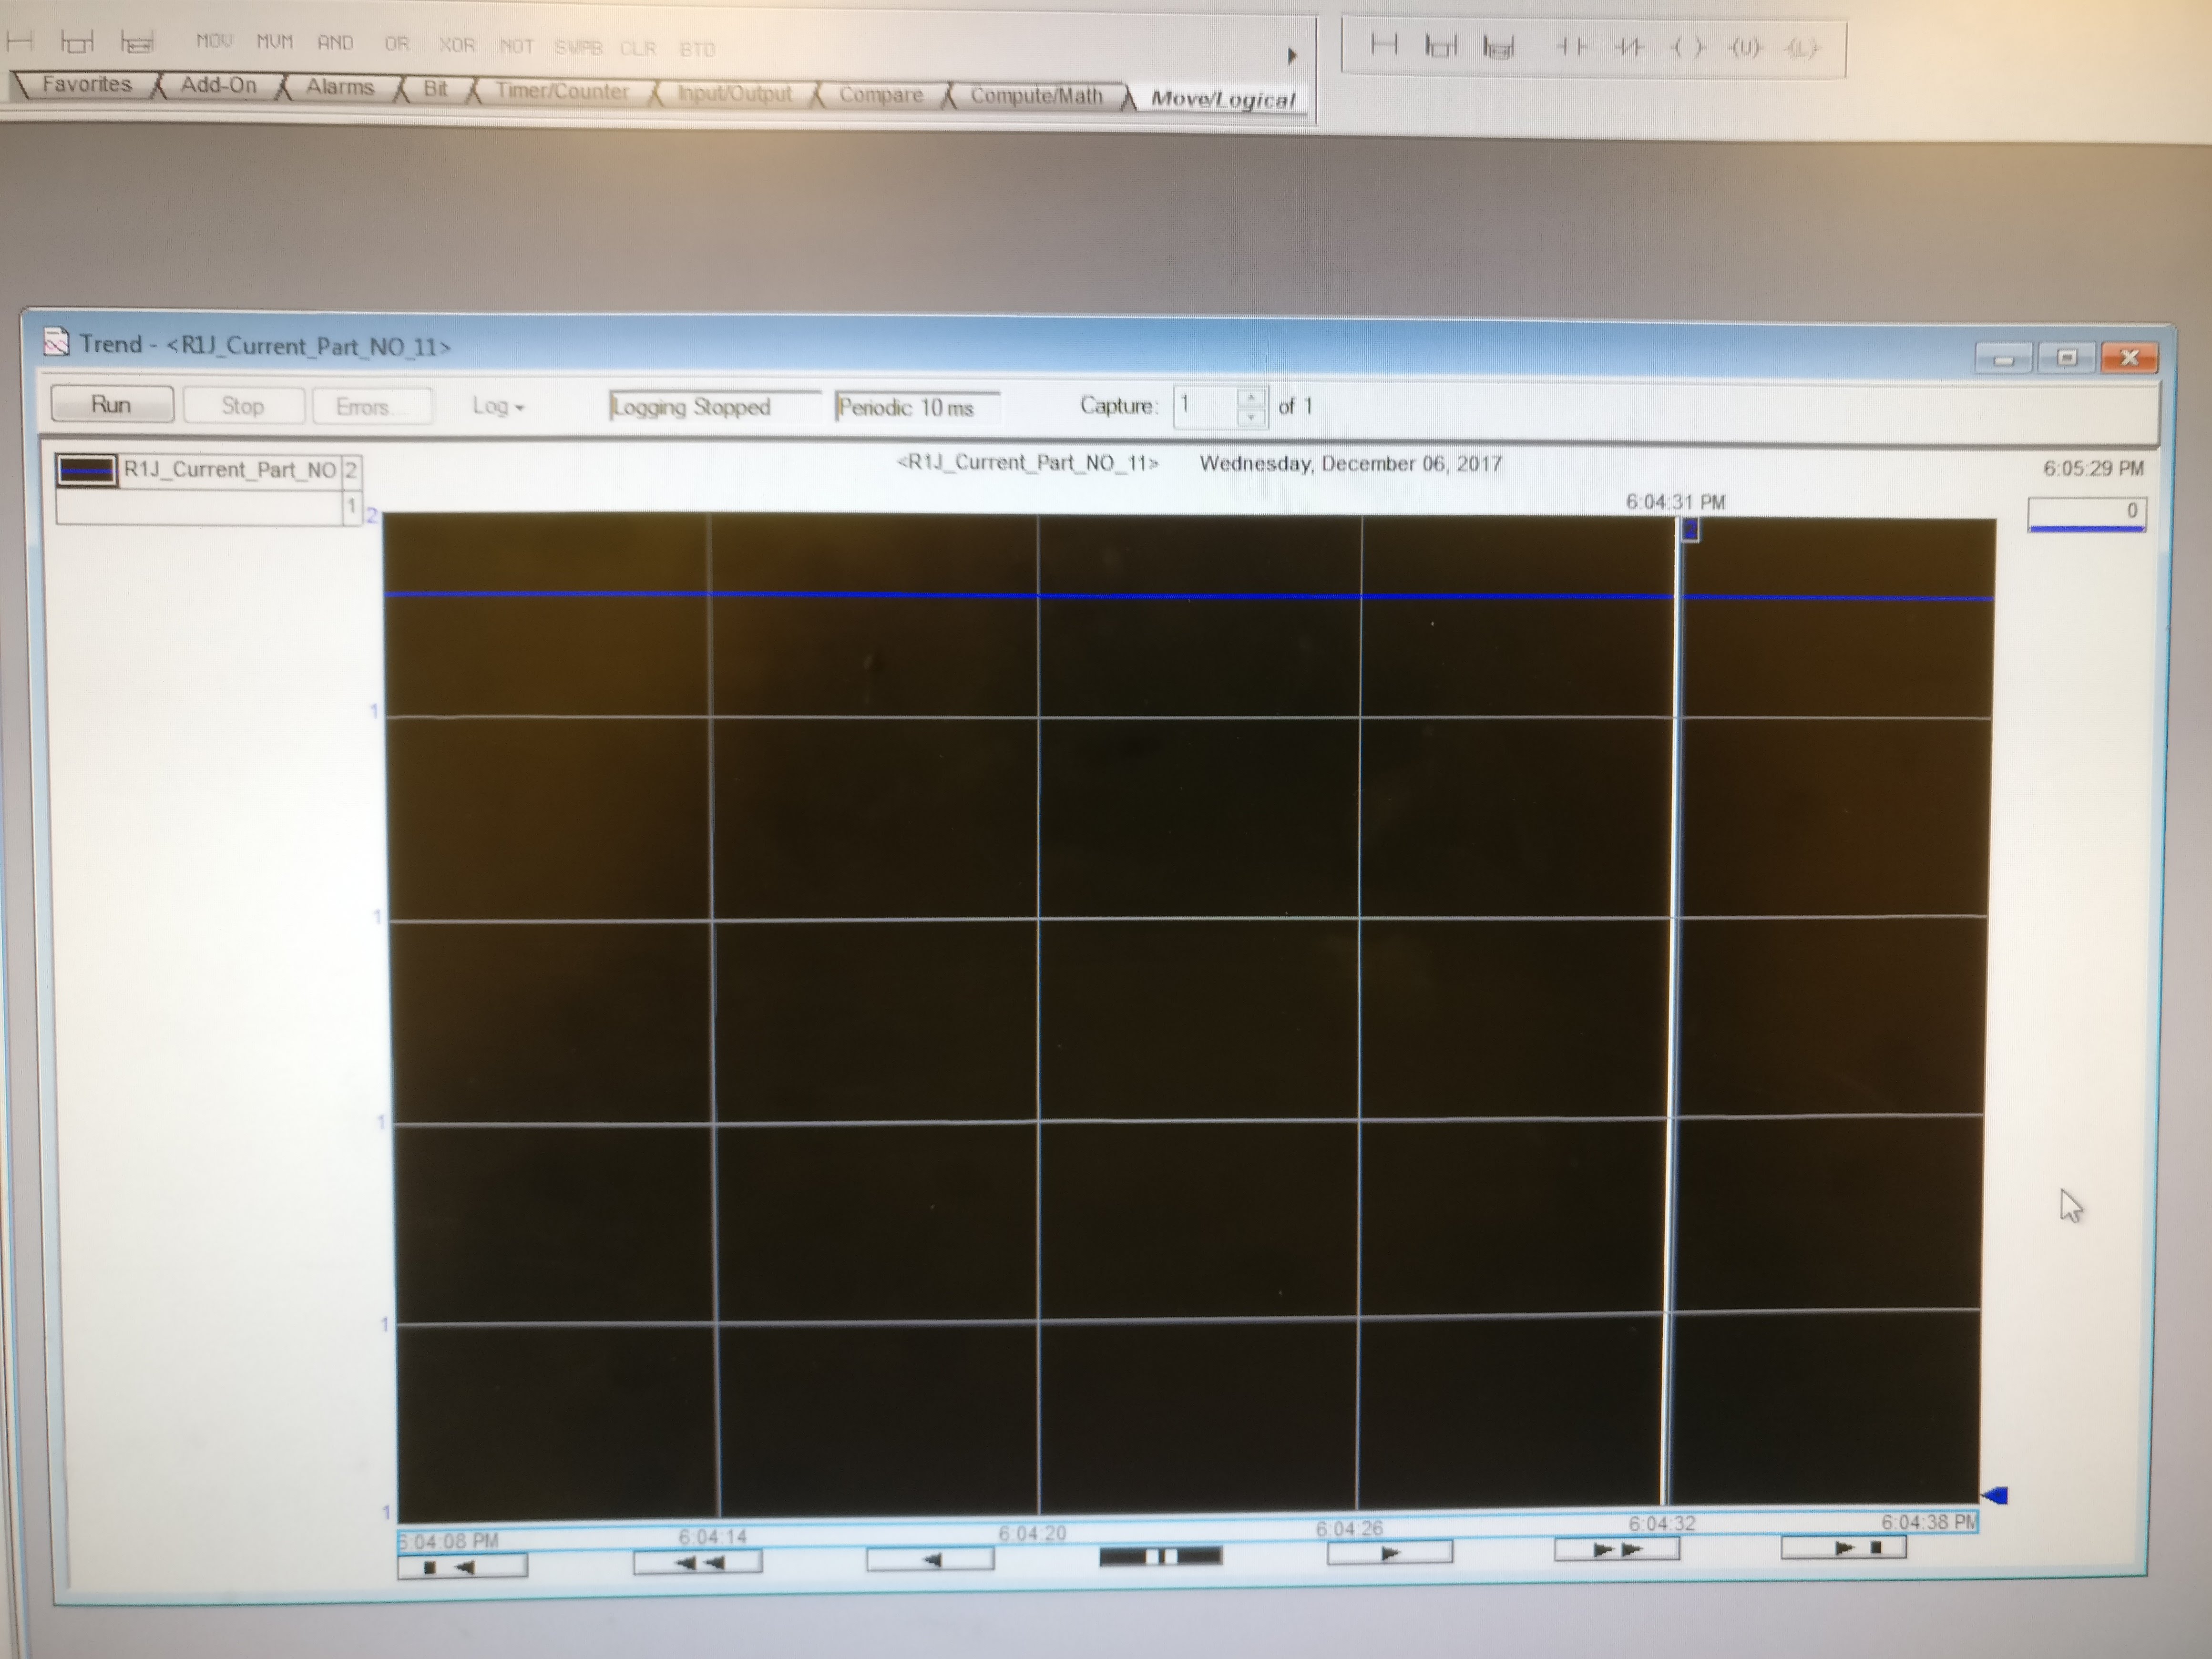 MOV MVM AND OR XOR NOT SWPB CLR BTD
Favorites Add-On Alarms Bit Timer/Counter Input/Output Compare Compute/Math Move/Logical
Trend - <R1J_Current_Part_NO_11>
Run Stop Errors... Log Logging Stopped Periodic 10 ms Capture: 1 of 1
R1J_Current_Part_NO 2
1
<R1J_Current_Part_NO_11> Wednesday, December 06, 2017
6:05:29 PM
6:04:31 PM
0
2
1
1
1
1
1
6:04:08 PM 6:04:14 6:04:20 6:04:26 6:04:32 6:04:38 PM